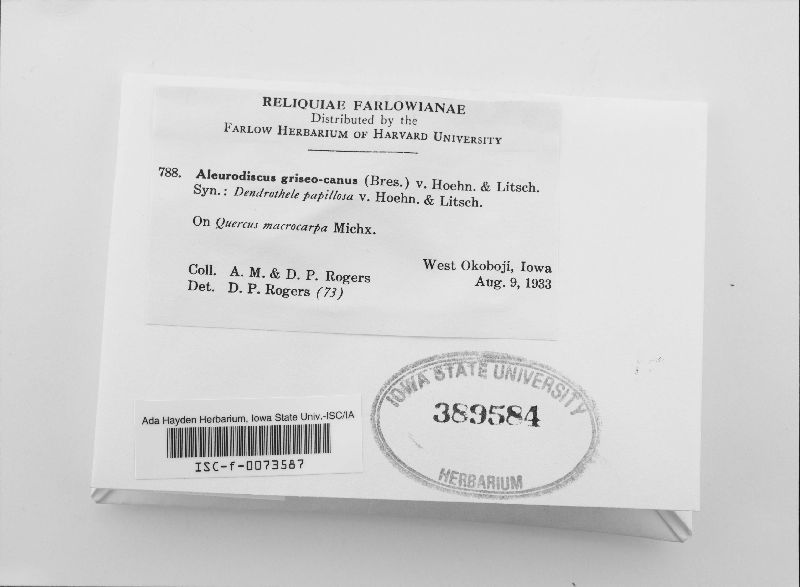 RELIQUIAE FARLOWIANAE
Distributed by the
FARLOW HERBARIUM OF HARVARD UNIVERSITY
788. Aleurodiscus griseo-canus (Bres.) v. Hoehn. & Litsch.
Syn.: Dendrothele papillosa v. Hoehn. & Litsch.
On Quercus macrocarpa Michx.
West Okoboji, Iowa
Aug. 9, 1933
Coll. A. M. & D. P. Rogers
Det. D. P. Rogers (73)
IOWA STATE UNIVERSITY
389584
HERBARIUM
Ada Hayden Herbarium, Iowa State Univ.-ISC/IA
ISC-f-0073587